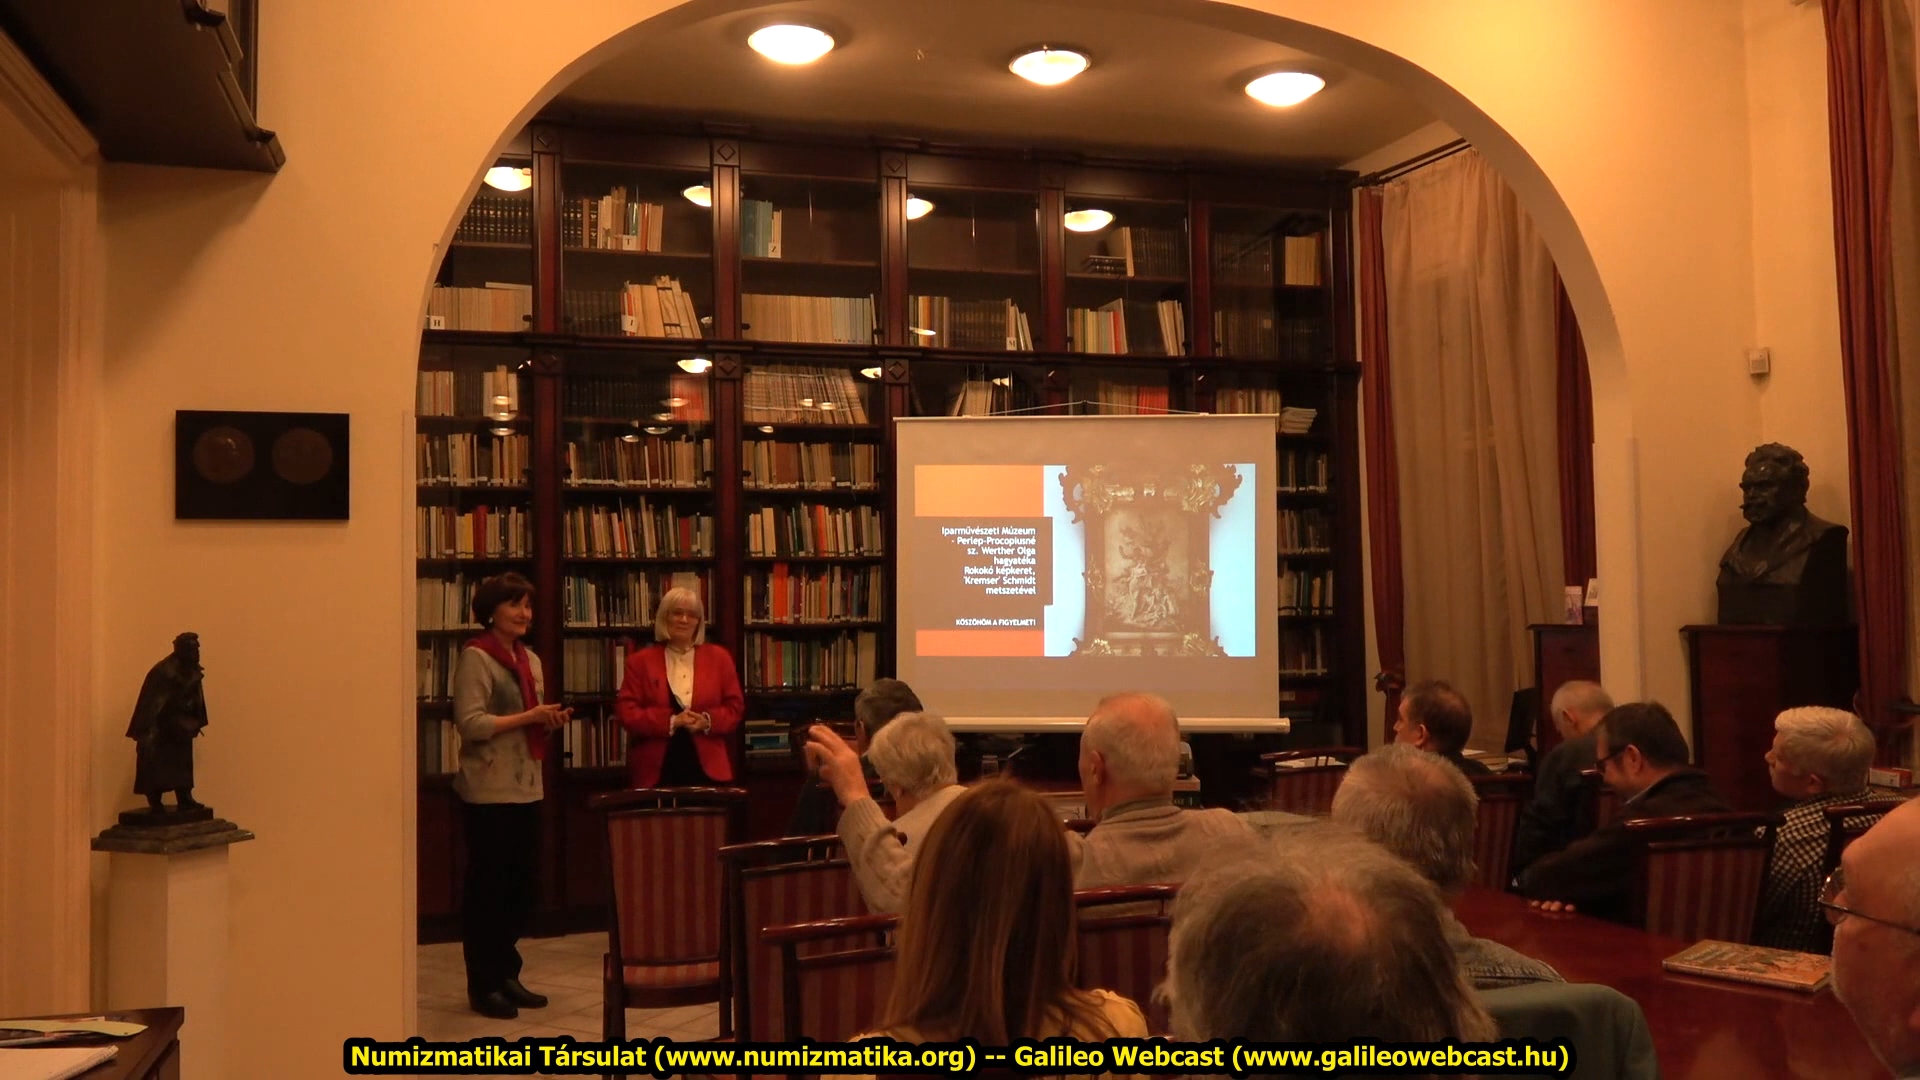 T
Z
H
I
M
Iparművészeti Múzeum
- Perlep-Procopiusné
sz. Werther Olga
hagyatéka
Rokokó képkeret,
'Kremser' Schmidt
metszetével
KÖSZÖNÖM A FIGYELMET!
Numizmatikai Társulat (www.numizmatika.org) -- Galileo Webcast (www.galileowebcast.hu)